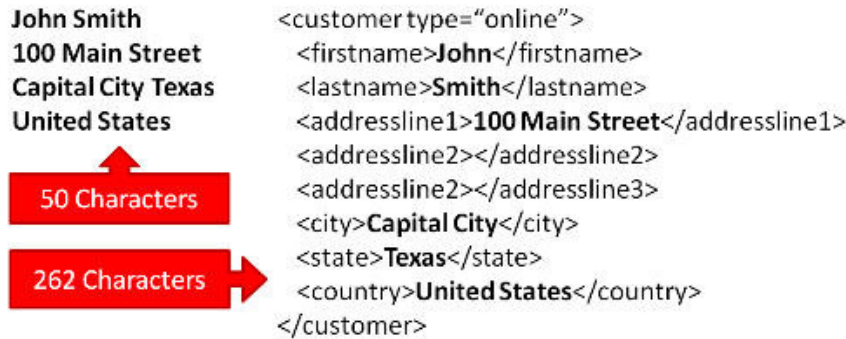 John Smith
100 Main Street
Capital City Texas
United States
50 Characters
262 Characters
<customer type=“online”>
<firstname>John</firstname>
<lastname>Smith</lastname>
<addressline1>100 Main Street</addressline1>
<addressline2></addressline2>
<addressline2></addressline3>
<city>Capital City</city>
<state>Texas</state>
<country>United States</country>
</customer>